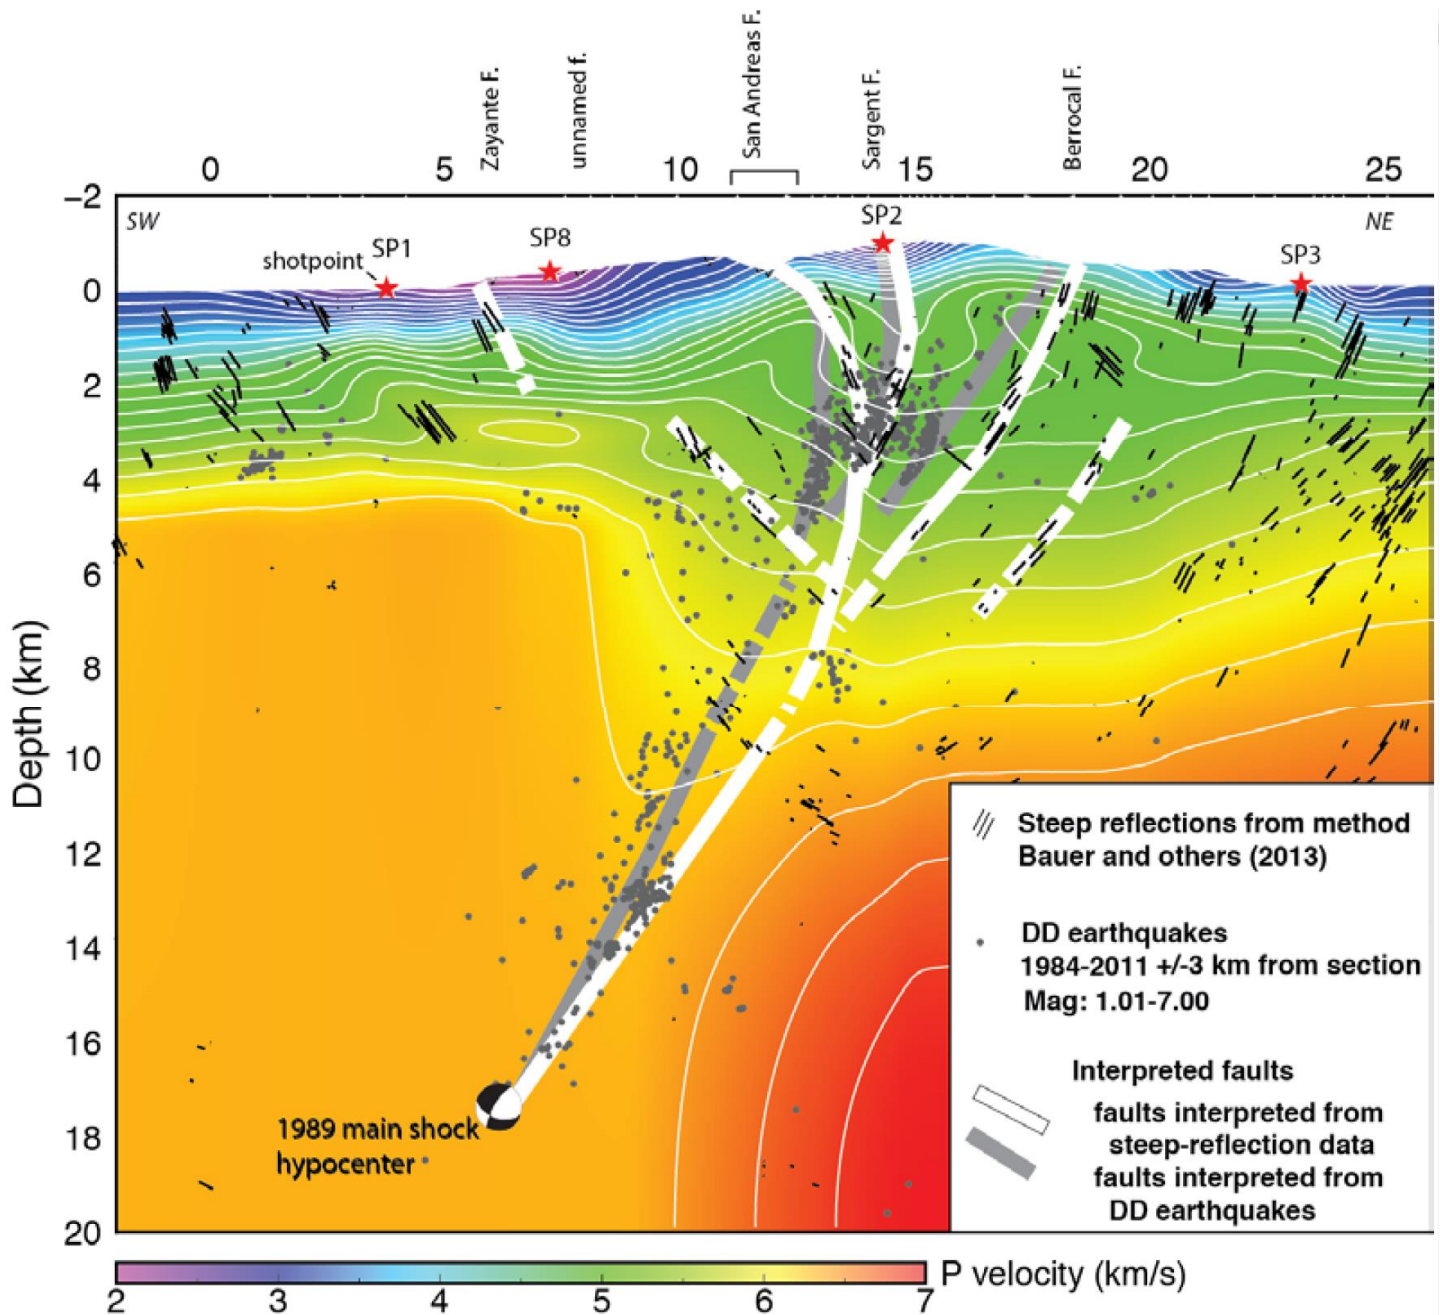 Zayante F.
unnamed f.
San Andreas F.
Sargent F.
Berrocal F.
0 5 10 15 20 25
SW
NE
shotpoint
SP1
SP8
SP2
SP3
Depth (km)
–2
0
2
4
6
8
10
12
14
16
18
20
1989 main shock
hypocenter
Steep reflections from method
Bauer and others (2013)
DD earthquakes
1984-2011 +/-3 km from section
Mag: 1.01-7.00
Interpreted faults
faults interpreted from
steep-reflection data
faults interpreted from
DD earthquakes
2 3 4 5 6 7
P velocity (km/s)